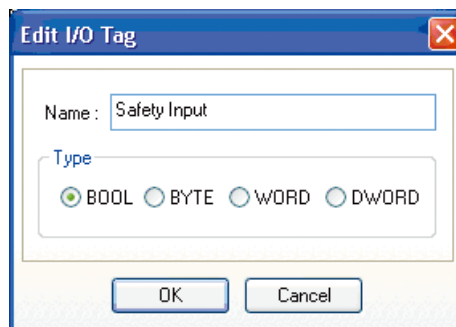 Edit I/O Tag
Name : Safety Input
Type
BOOL BYTE WORD DWORD
OK Cancel